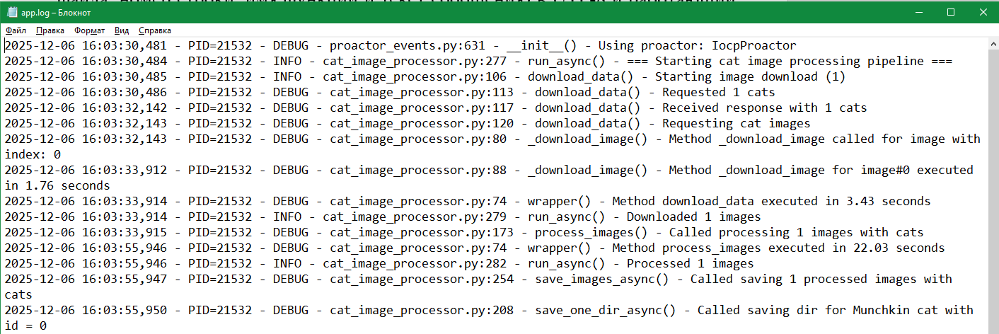 app.log – Блокнот
Файл Правка Формат Вид Справка
2025-12-06 16:03:30,481 - PID=21532 - DEBUG - proactor_events.py:631 - __init__() - Using proactor: IocpProactor
2025-12-06 16:03:30,484 - PID=21532 - INFO - cat_image_processor.py:277 - run_async() - === Starting cat image processing pipeline ===
2025-12-06 16:03:30,485 - PID=21532 - INFO - cat_image_processor.py:106 - download_data() - Starting image download (1)
2025-12-06 16:03:30,486 - PID=21532 - DEBUG - cat_image_processor.py:113 - download_data() - Requested 1 cats
2025-12-06 16:03:32,142 - PID=21532 - DEBUG - cat_image_processor.py:117 - download_data() - Received response with 1 cats
2025-12-06 16:03:32,143 - PID=21532 - DEBUG - cat_image_processor.py:120 - download_data() - Requesting cat images
2025-12-06 16:03:32,143 - PID=21532 - DEBUG - cat_image_processor.py:80 - _download_image() - Method _download_image called for image with
index: 0
2025-12-06 16:03:33,912 - PID=21532 - DEBUG - cat_image_processor.py:88 - _download_image() - Method _download_image for image#0 executed
in 1.76 seconds
2025-12-06 16:03:33,914 - PID=21532 - DEBUG - cat_image_processor.py:74 - wrapper() - Method download_data executed in 3.43 seconds
2025-12-06 16:03:33,914 - PID=21532 - INFO - cat_image_processor.py:279 - run_async() - Downloaded 1 images
2025-12-06 16:03:33,915 - PID=21532 - DEBUG - cat_image_processor.py:173 - process_images() - Called processing 1 images with cats
2025-12-06 16:03:55,946 - PID=21532 - DEBUG - cat_image_processor.py:74 - wrapper() - Method process_images executed in 22.03 seconds
2025-12-06 16:03:55,946 - PID=21532 - INFO - cat_image_processor.py:282 - run_async() - Processed 1 images
2025-12-06 16:03:55,947 - PID=21532 - DEBUG - cat_image_processor.py:254 - save_images_async() - Called saving 1 processed images with
cats
2025-12-06 16:03:55,950 - PID=21532 - DEBUG - cat_image_processor.py:208 - save_one_dir_async() - Called saving dir for Munchkin cat with
id = 0